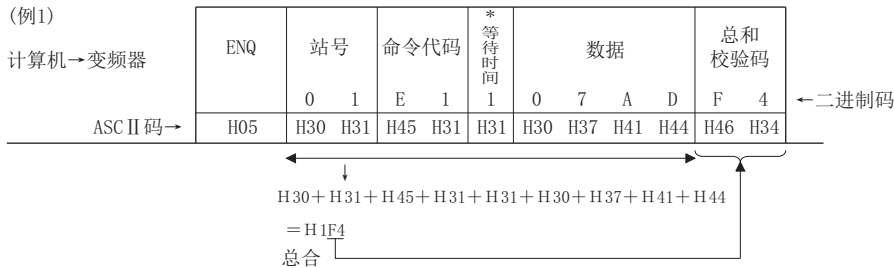 (例1)
计算机→变频器
ENQ 站号 命令代码 *等待时间 数据 总和校验码
0 1 E 1 1 0 7 A D F 4 ←二进制码
ASCⅡ码→ H05 H30 H31 H45 H31 H31 H30 H37 H41 H44 H46 H34
H30+H31+H45+H31+H31+H30+H37+H41+H44
=H1F4
总合